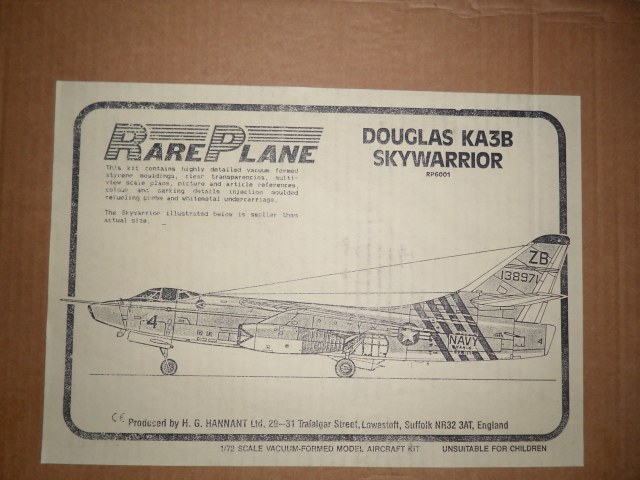 RAREPLANE
This kit contains highly detailed vacuum formed
styrene mouldings, clear transparencies, multi-
view scale plans, picture and article references,
colour and marking details injection moulded
refueling probe and whitemetal undercarriage.
The Skywarrior illustrated below is smaller than
actual size.
DOUGLAS KA3B
SKYWARRIOR
RP6001
ZB
138971
4
NAVY
4
CE Produced by H. G. HANNANT Ltd. 29—31 Trafalgar Street, Lowestoft, Suffolk NR32 3AT, England
1/72 SCALE VACUUM-FORMED MODEL AIRCRAFT KIT UNSUITABLE FOR CHILDREN